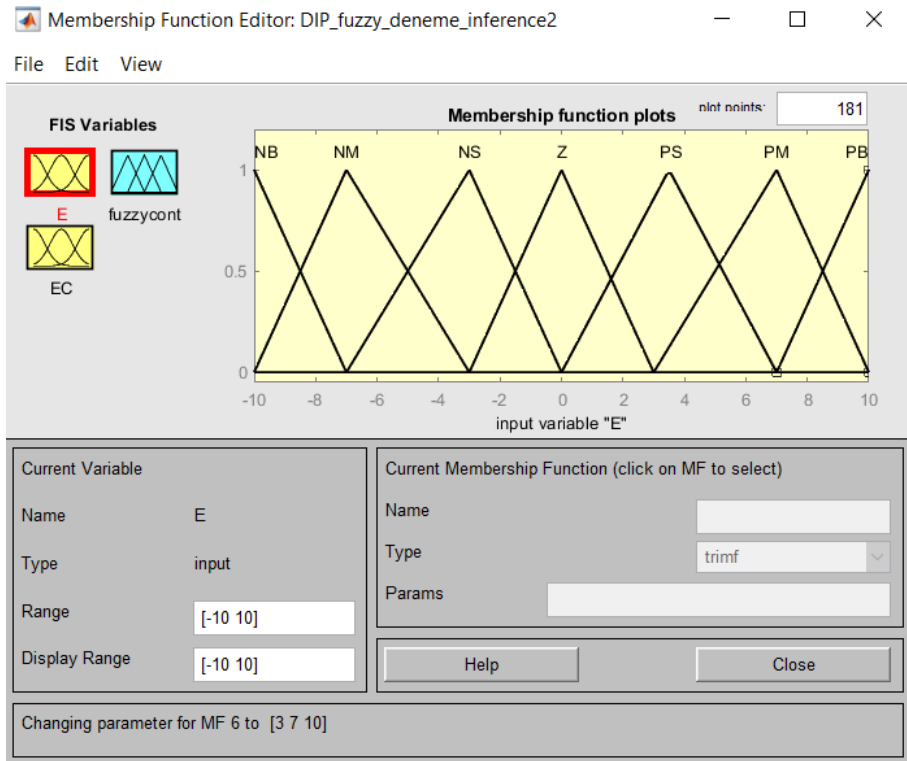 Membership Function Editor: DIP_fuzzy_deneme_inference2
File Edit View
FIS Variables
E
fuzzycont
EC
Membership function plots
plot points:
181
NB NM NS Z PS PM PB
1
0.5
0
-10 -8 -6 -4 -2 0 2 4 6 8 10
input variable "E"
Current Variable
Name E
Type input
Range [-10 10]
Display Range [-10 10]
Current Membership Function (click on MF to select)
Name
Type trimf
Params
Help Close
Changing parameter for MF 6 to [3 7 10]